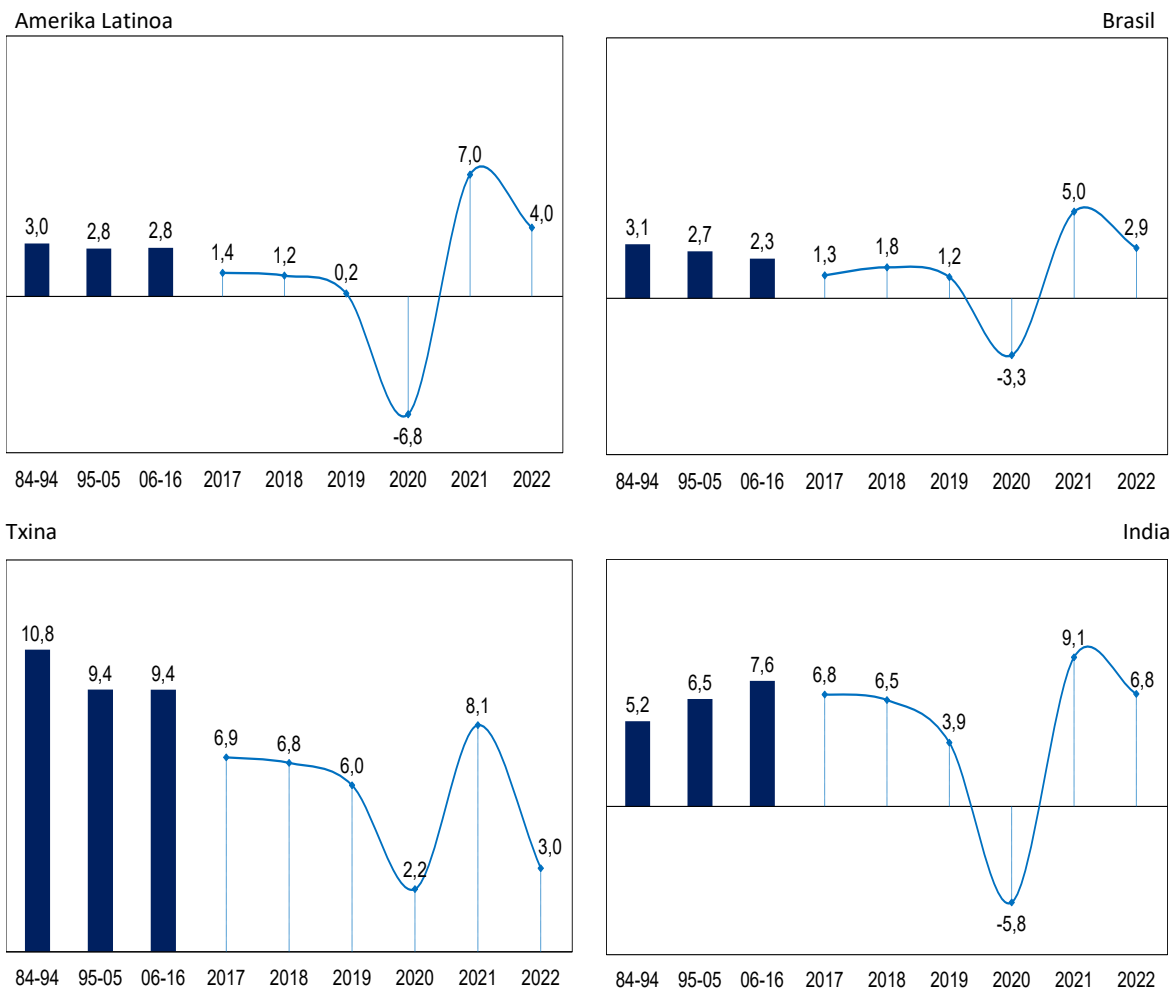 Amerika Latinoa
3,0 2,8 2,8 1,4 1,2 0,2 -6,8 7,0 4,0
84-94 95-05 06-16 2017 2018 2019 2020 2021 2022
Brasil
3,1 2,7 2,3 1,3 1,8 1,2 -3,3 5,0 2,9
84-94 95-05 06-16 2017 2018 2019 2020 2021 2022
Txina
10,8 9,4 9,4 6,9 6,8 6,0 2,2 8,1 3,0
84-94 95-05 06-16 2017 2018 2019 2020 2021 2022
India
5,2 6,5 7,6 6,8 6,5 3,9 -5,8 9,1 6,8
84-94 95-05 06-16 2017 2018 2019 2020 2021 2022